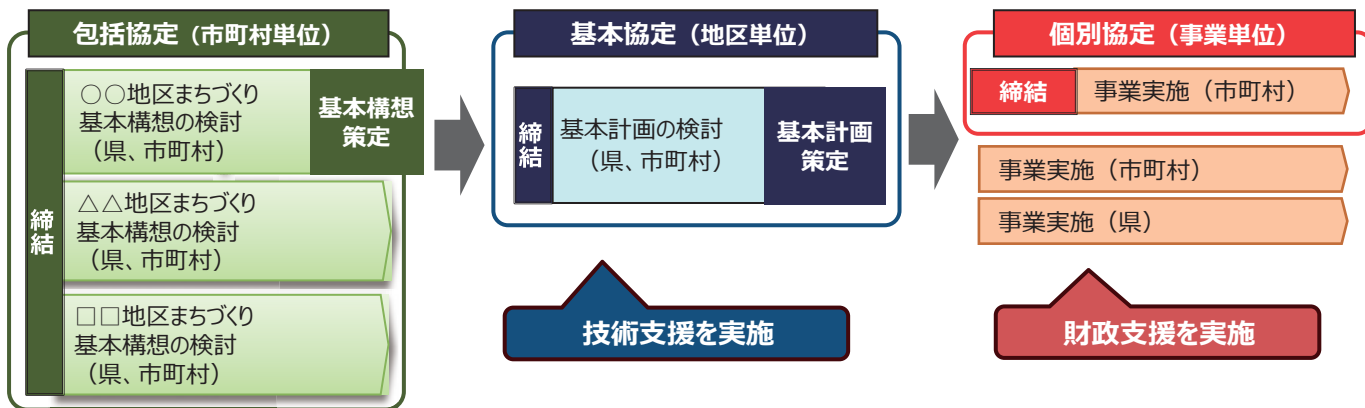 包括協定（市町村単位）
締結
○○地区まちづくり
基本構想の検討
（県、市町村）
基本構想
策定
△△地区まちづくり
基本構想の検討
（県、市町村）
□□地区まちづくり
基本構想の検討
（県、市町村）
基本協定（地区単位）
締結
基本計画の検討
（県、市町村）
基本計画
策定
技術支援を実施
個別協定（事業単位）
締結
事業実施（市町村）
事業実施（市町村）
事業実施（県）
財政支援を実施